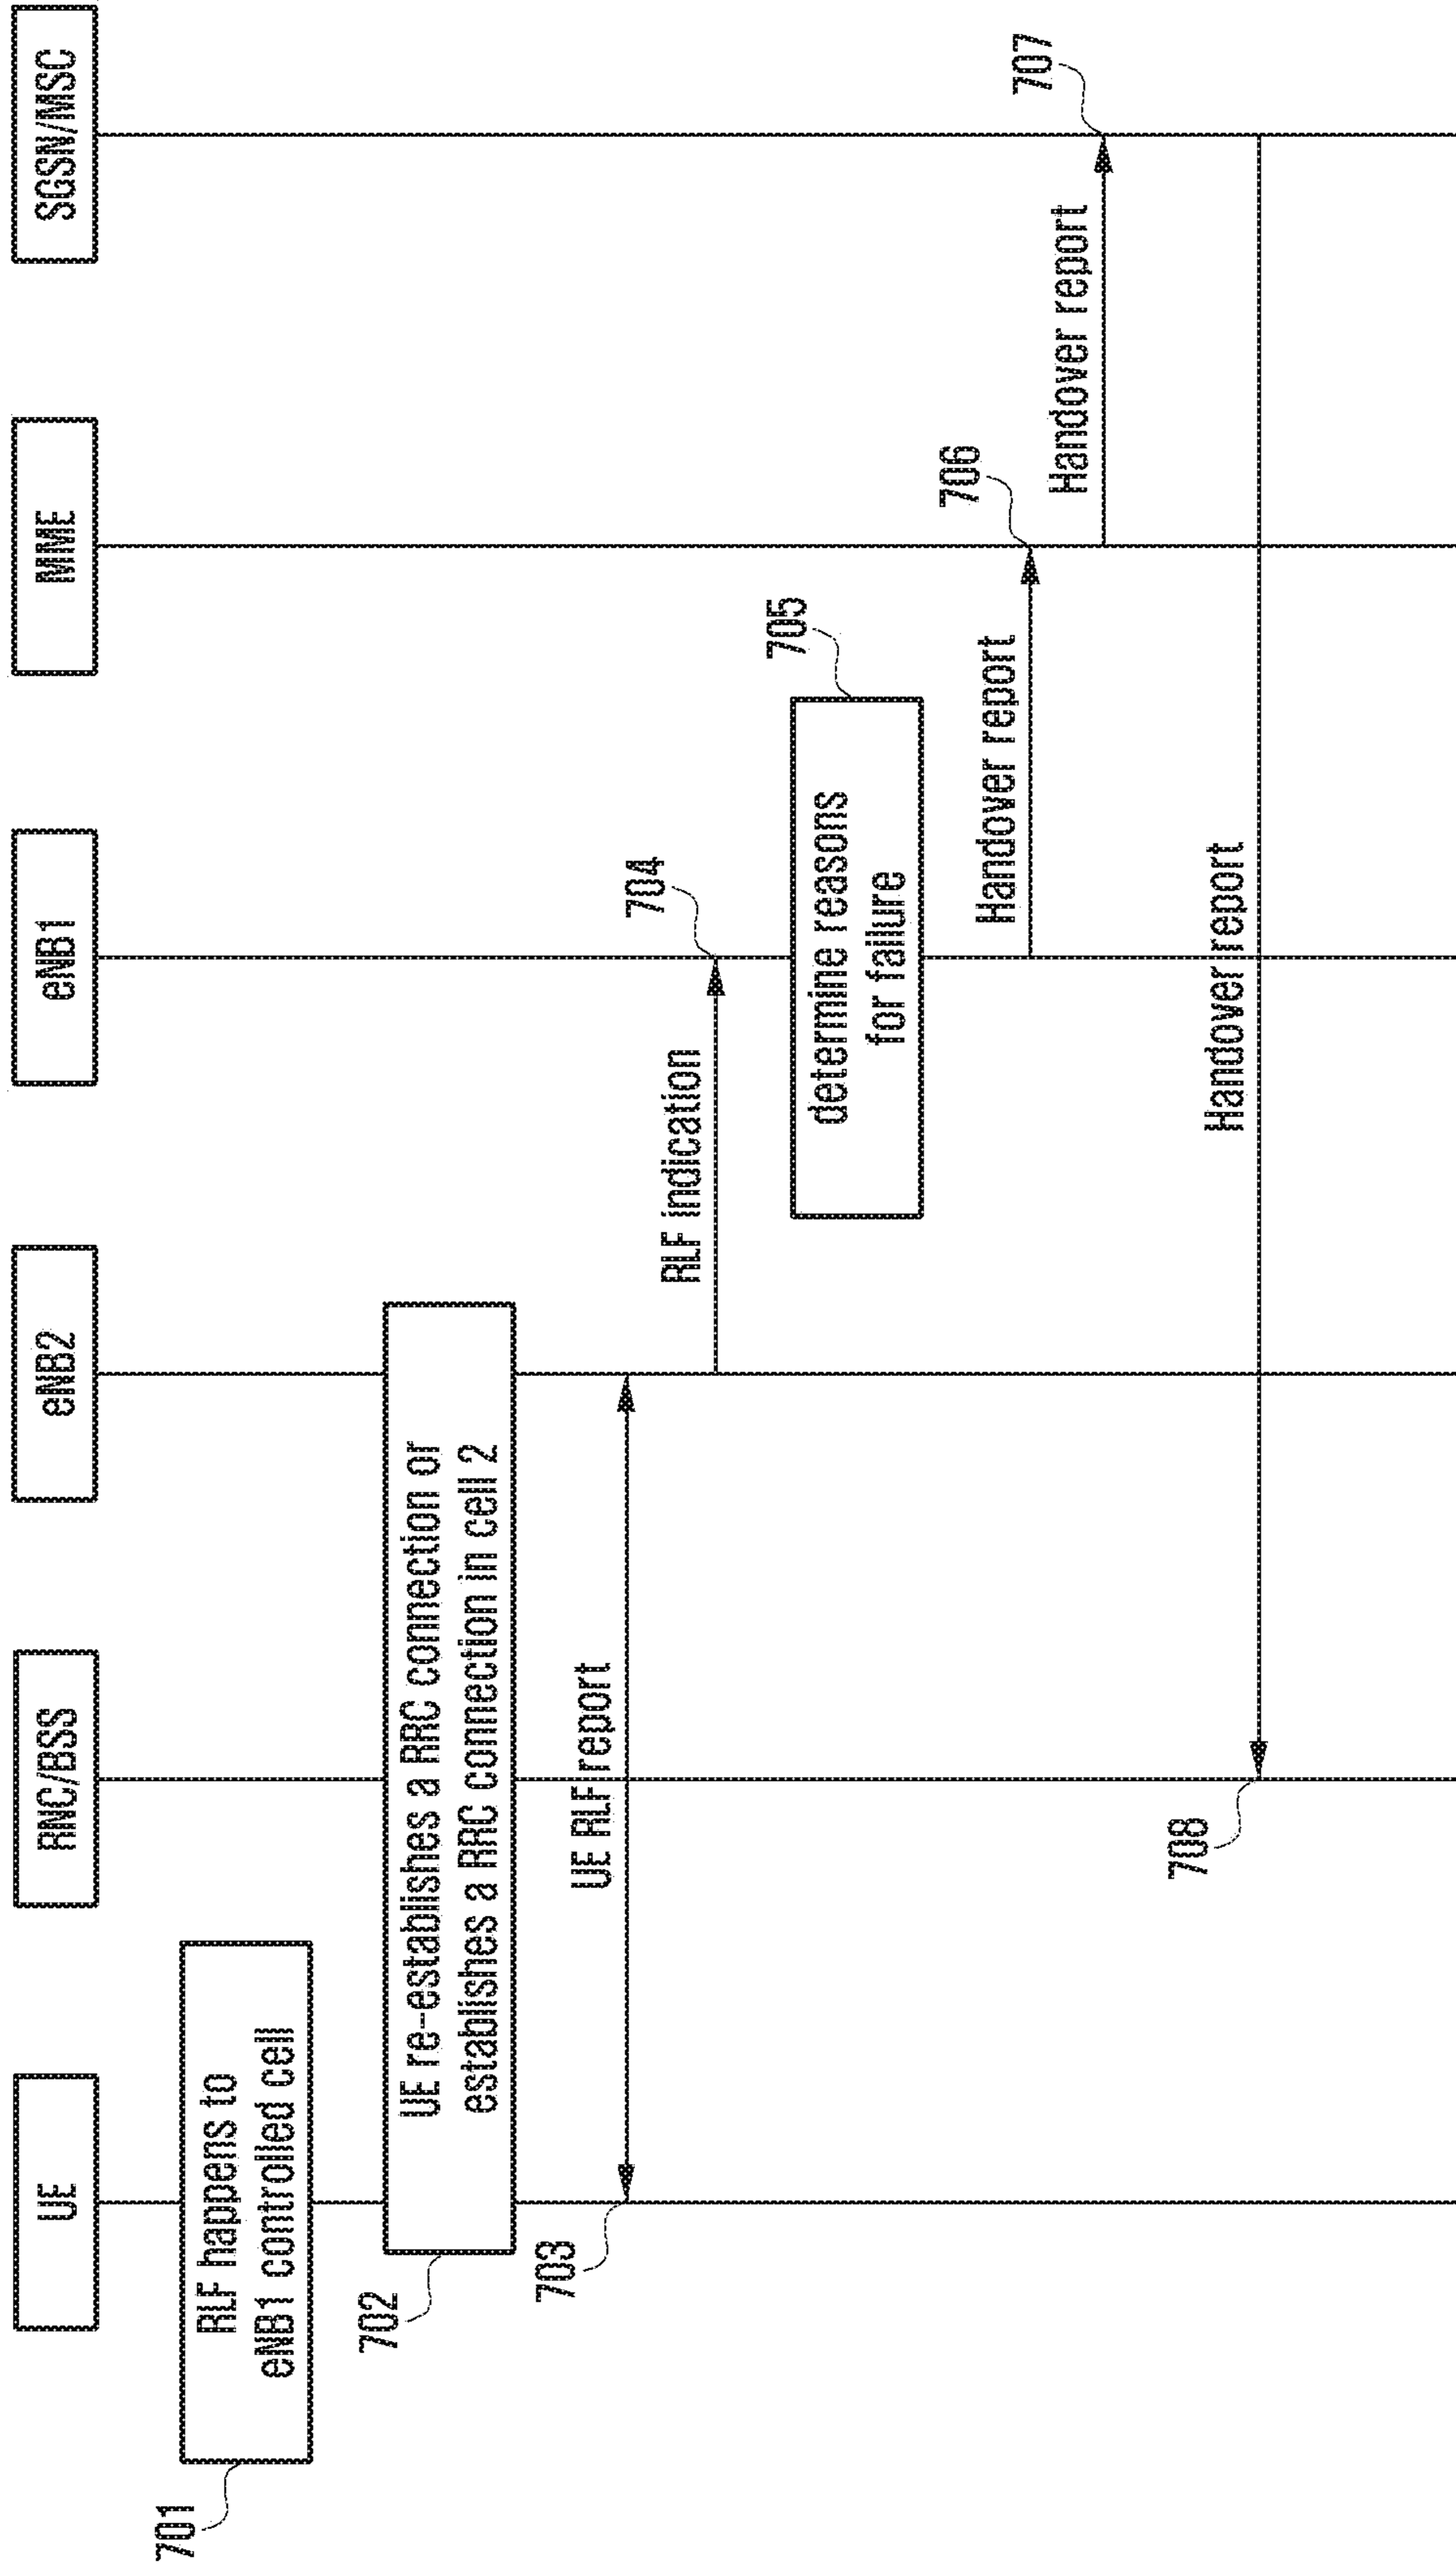 UE
RNC/BSS
eNB2
eNB1
MME
SGSN/MSC
701
RLF happens to
eNB1 controlled cell
702
UE re-establishes a RRC connection or
establishes a RRC connection in cell 2
703
UE RLF report
RLF indication
704
determine reasons
for failure
705
Handover report
706
Handover report
707
Handover report
708